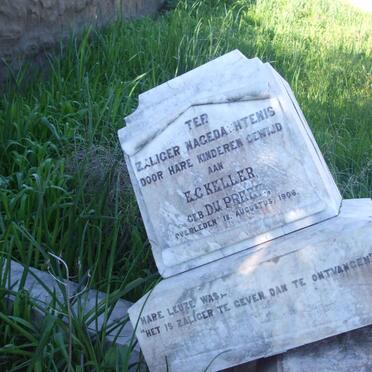 TER
ZALIGER NAGEDACHTENIS
DOOR HARE KINDEREN GEWIJD
AAN
E.C. KELLER,
GEB. DU PREEZ,
OVERLEDEN 18, AUGUSTUS, 1906.
HARE LEUZE WAS:—
"HET IS ZALIGER TE GEVEN DAN TE ONTVANGEN"